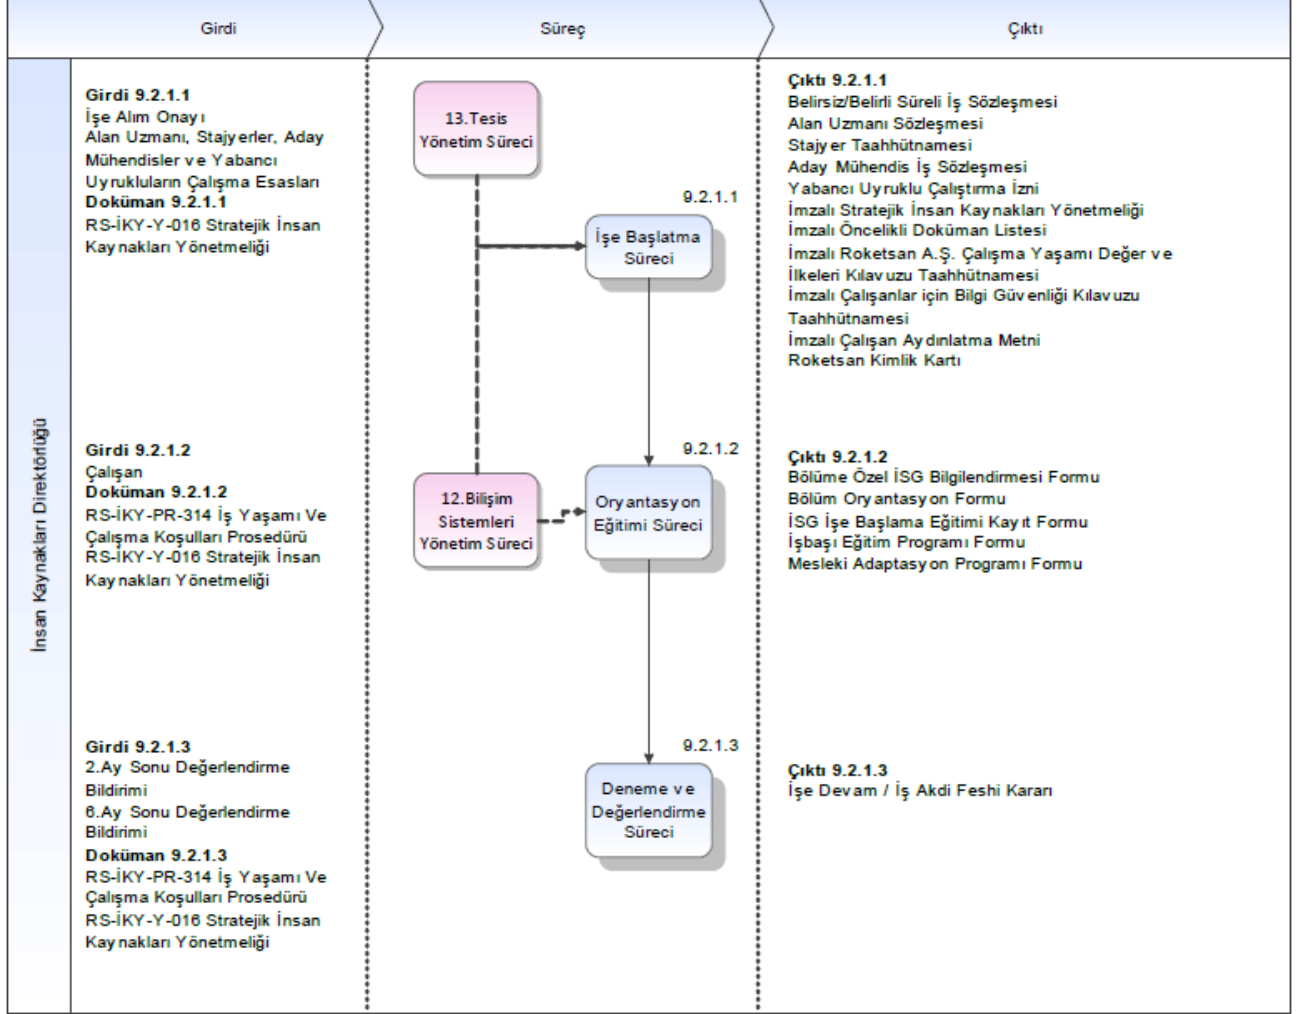 Girdi
Süreç
Çıktı
İnsan Kaynakları Direktörlüğü
Girdi 9.2.1.1
İşe Alım Onayı
Alan Uzmanı, Stajyerler, Aday
Mühendisler ve Yabancı
Uyrukluların Çalışma Esasları
Doküman 9.2.1.1
RS-İKY-Y-016 Stratejik İnsan
Kaynakları Yönetmeliği
13.Tesis
Yönetim Süreci
9.2.1.1
İşe Başlatma
Süreci
Çıktı 9.2.1.1
Belirsiz/Belirli Süreli İş Sözleşmesi
Alan Uzmanı Sözleşmesi
Stajyer Taahhütnamesi
Aday Mühendis İş Sözleşmesi
Yabancı Uyruklu Çalıştırma İzni
İmzalı Stratejik İnsan Kaynakları Yönetmeliği
İmzalı Öncelikli Doküman Listesi
İmzalı Roketsan A.Ş. Çalışma Yaşamı Değer ve
İlkeleri Kılavuzu Taahhütnamesi
İmzalı Çalışanlar için Bilgi Güvenliği Kılavuzu
Taahhütnamesi
İmzalı Çalışan Aydınlatma Metni
Roketsan Kimlik Kartı
Girdi 9.2.1.2
Çalışan
Doküman 9.2.1.2
RS-İKY-PR-314 İş Yaşamı Ve
Çalışma Koşulları Prosedürü
RS-İKY-Y-016 Stratejik İnsan
Kaynakları Yönetmeliği
12.Bilişim
Sistemleri
Yönetim Süreci
9.2.1.2
Oryantasyon
Eğitimi Süreci
Çıktı 9.2.1.2
Bölüme Özel İSG Bilgilendirmesi Formu
Bölüm Oryantasyon Formu
İSG İşe Başlama Eğitimi Kayıt Formu
İşbaşı Eğitim Programı Formu
Mesleki Adaptasyon Programı Formu
Girdi 9.2.1.3
2.Ay Sonu Değerlendirme
Bildirimi
6.Ay Sonu Değerlendirme
Bildirimi
Doküman 9.2.1.3
RS-İKY-PR-314 İş Yaşamı Ve
Çalışma Koşulları Prosedürü
RS-İKY-Y-016 Stratejik İnsan
Kaynakları Yönetmeliği
9.2.1.3
Deneme ve
Değerlendirme
Süreci
Çıktı 9.2.1.3
İşe Devam / İş Akdi Feshi Kararı